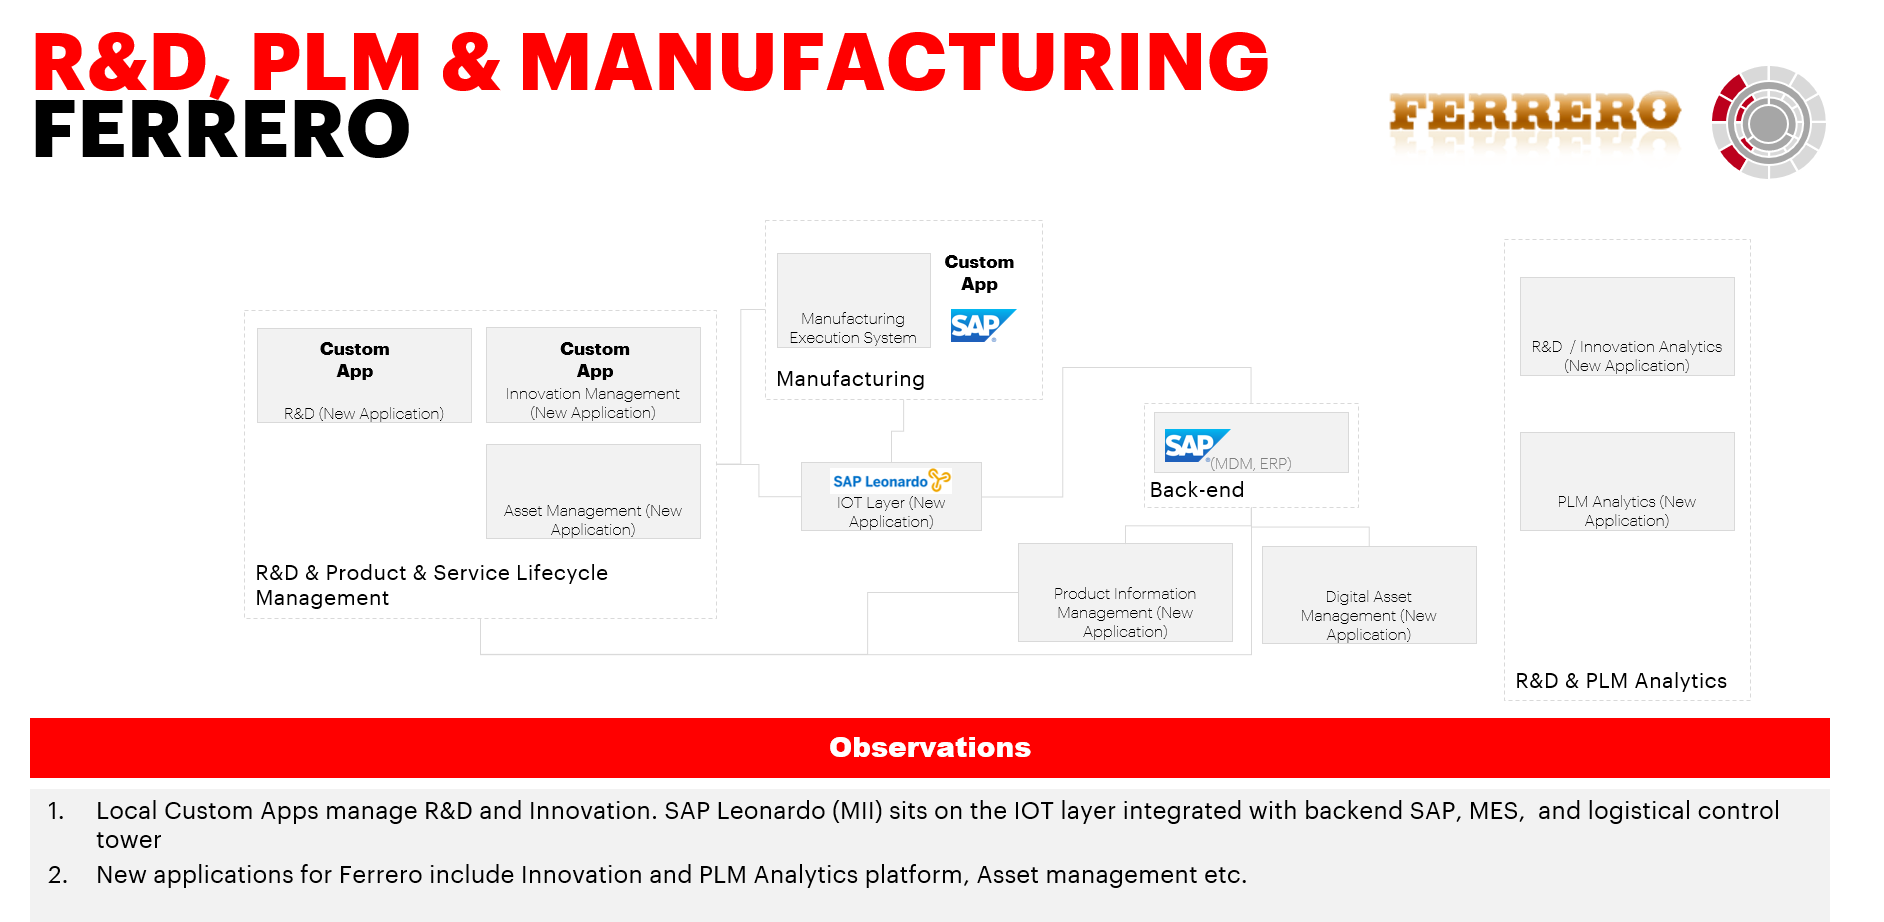 R&D, PLM & MANUFACTURING
FERRERO
FERRERO
Custom
App
R&D (New Application)
Custom
App
Innovation Management
(New Application)
Asset Management (New
Application)
R&D & Product & Service Lifecycle
Management
Manufacturing
Execution System
Custom
App
SAP
Manufacturing
SAP Leonardo
IOT Layer (New
Application)
SAP
(MDM, ERP)
Back-end
Product Information
Management (New
Application)
Digital Asset
Management (New
Application)
R&D  / Innovation Analytics
(New Application)
PLM Analytics (New
Application)
R&D & PLM Analytics
Observations
1. Local Custom Apps manage R&D and Innovation. SAP Leonardo (MII) sits on the IOT layer integrated with backend SAP, MES,  and logistical control
tower
2. New applications for Ferrero include Innovation and PLM Analytics platform, Asset management etc.